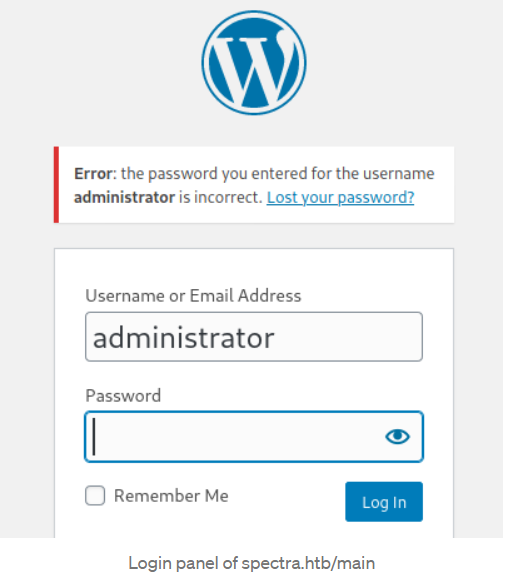 Error: the password you entered for the username
administrator is incorrect. Lost your password?
Username or Email Address
administrator
Password
Remember Me
Log In
Login panel of spectra.htb/main